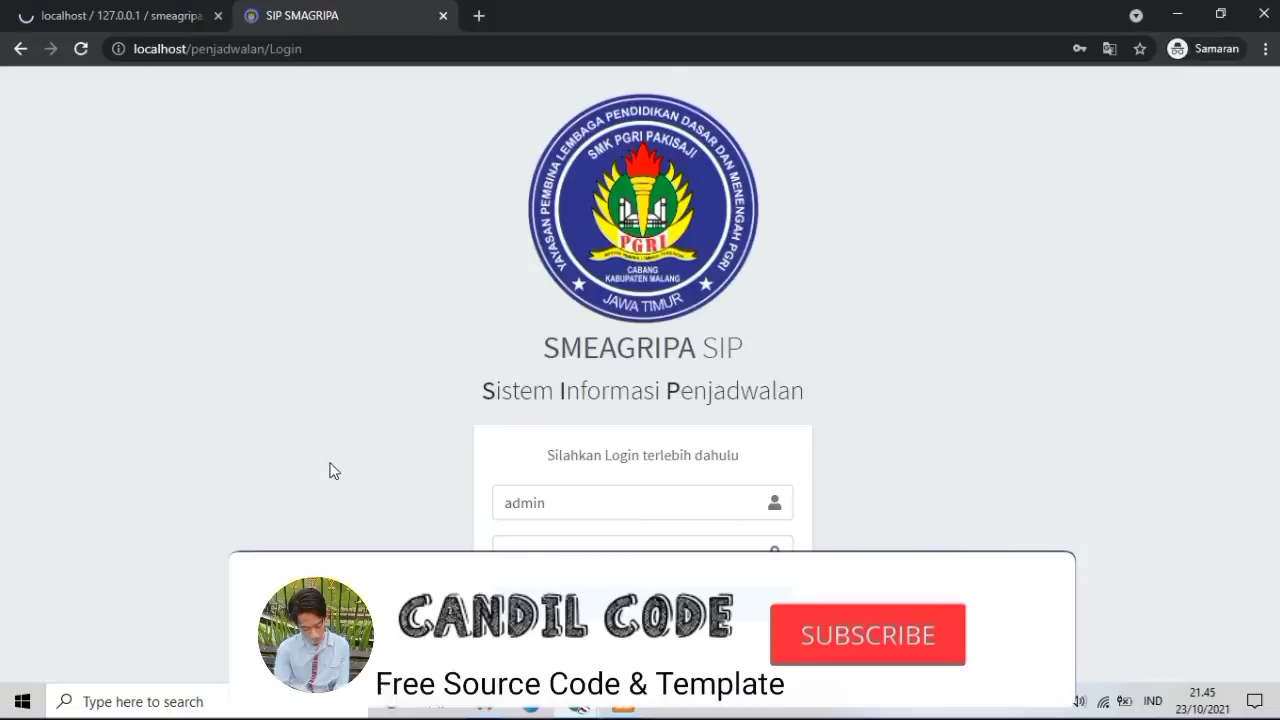 localhost / 127.0.0.1 / smeagripa
SIP SMAGRIPA
localhost/penjadwalan/Login
Samaran
YAYASAN PEMBINA LEMBAGA PENDIDIKAN DASAR DAN MENENGAH PGRI
SMK PGRI PAKISAJI
PGRI
CABANG
KABUPATEN MALANG
JAWA TIMUR
SMEAGRIPA SIP
Sistem Informasi Penjadwalan
Silahkan Login terlebih dahulu
admin
CANDIL CODE
SUBSCRIBE
Free Source Code & Template
Type here to search
IND
21.45
23/10/2021